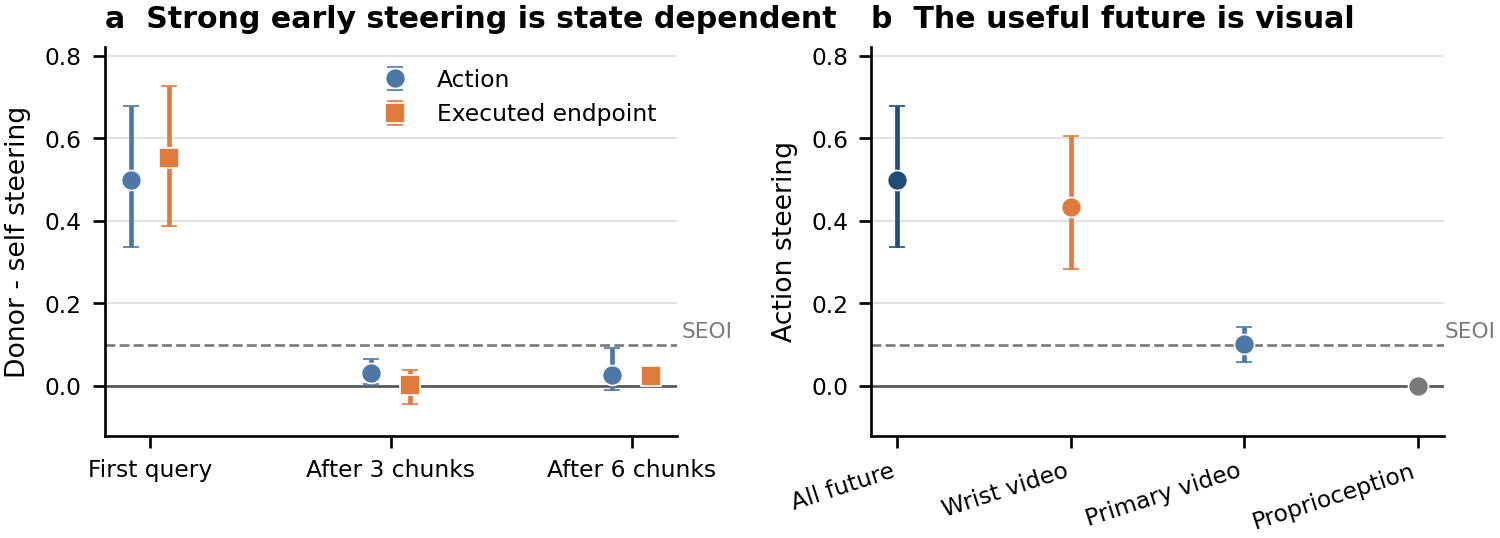 a Strong early steering is state dependent
Donor - self steering
0.8
0.6
0.4
0.2
0.0
Action
Executed endpoint
SEOI
First query
After 3 chunks
After 6 chunks
b The useful future is visual
Action steering
0.8
0.6
0.4
0.2
0.0
SEOI
All future
Wrist video
Primary video
Proprioception